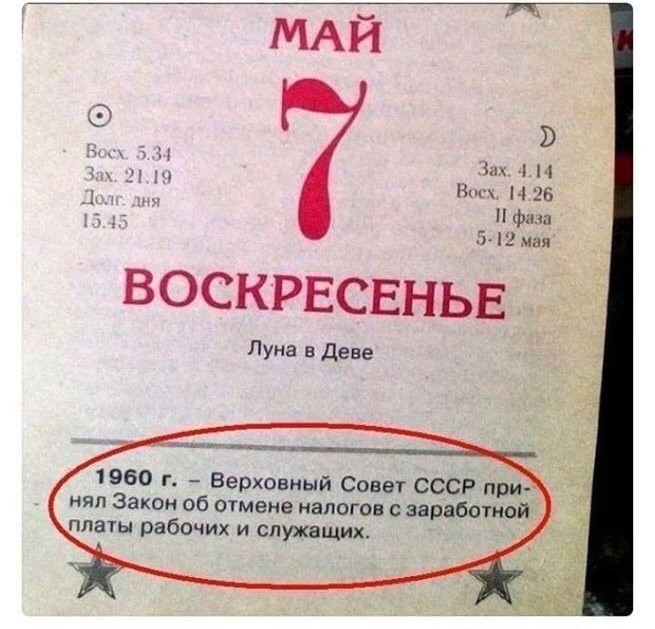 МАЙ
7
Восх. 5.34
Зах. 21.19
Долг. дня
15.45
Зах. 4.14
Восх. 14.26
II фаза
5-12 мая
ВОСКРЕСЕНЬЕ
Луна в Деве
1960 г. – Верховный Совет СССР при-
нял Закон об отмене налогов с заработной
платы рабочих и служащих.